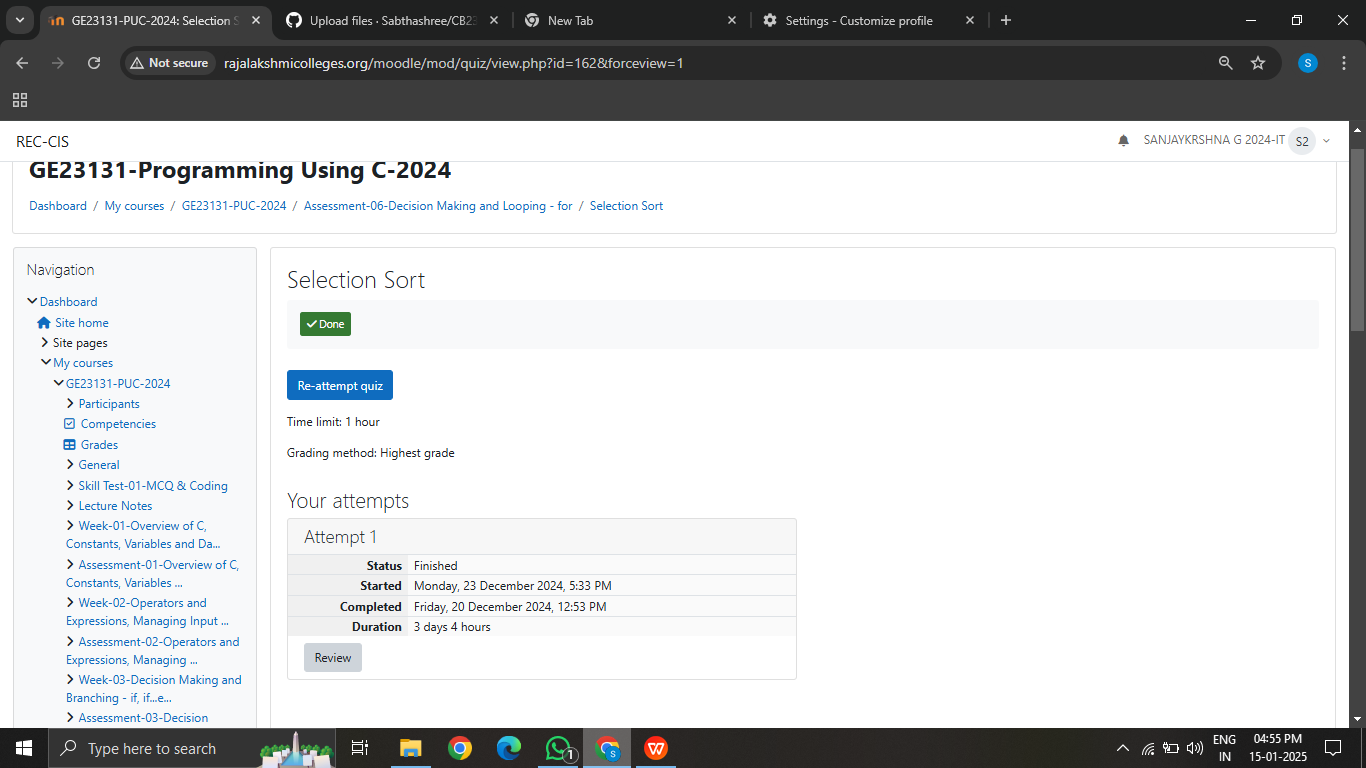 GE23131-PUC-2024: Selection S
Upload files · Sabthashree/CB23
New Tab
Settings - Customize profile
Not secure
rajalakshmicolleges.org/moodle/mod/quiz/view.php?id=162&forceview=1
S
REC-CIS
SANJAYKRSHNA G 2024-IT
S2
GE23131-Programming Using C-2024
Dashboard / My courses / GE23131-PUC-2024 / Assessment-06-Decision Making and Looping - for / Selection Sort
Navigation
Dashboard
Site home
Site pages
My courses
GE23131-PUC-2024
Participants
Competencies
Grades
General
Skill Test-01-MCQ & Coding
Lecture Notes
Week-01-Overview of C,
Constants, Variables and Da...
Assessment-01-Overview of C,
Constants, Variables ...
Week-02-Operators and
Expressions, Managing Input ...
Assessment-02-Operators and
Expressions, Managing ...
Week-03-Decision Making and
Branching - if, if...e...
Assessment-03-Decision
Selection Sort
Done
Re-attempt quiz
Time limit: 1 hour
Grading method: Highest grade
Your attempts
Attempt 1
Status Finished
Started Monday, 23 December 2024, 5:33 PM
Completed Friday, 20 December 2024, 12:53 PM
Duration 3 days 4 hours
Review
Type here to search
1
S
W
ENG
IN
04:55 PM
15-01-2025